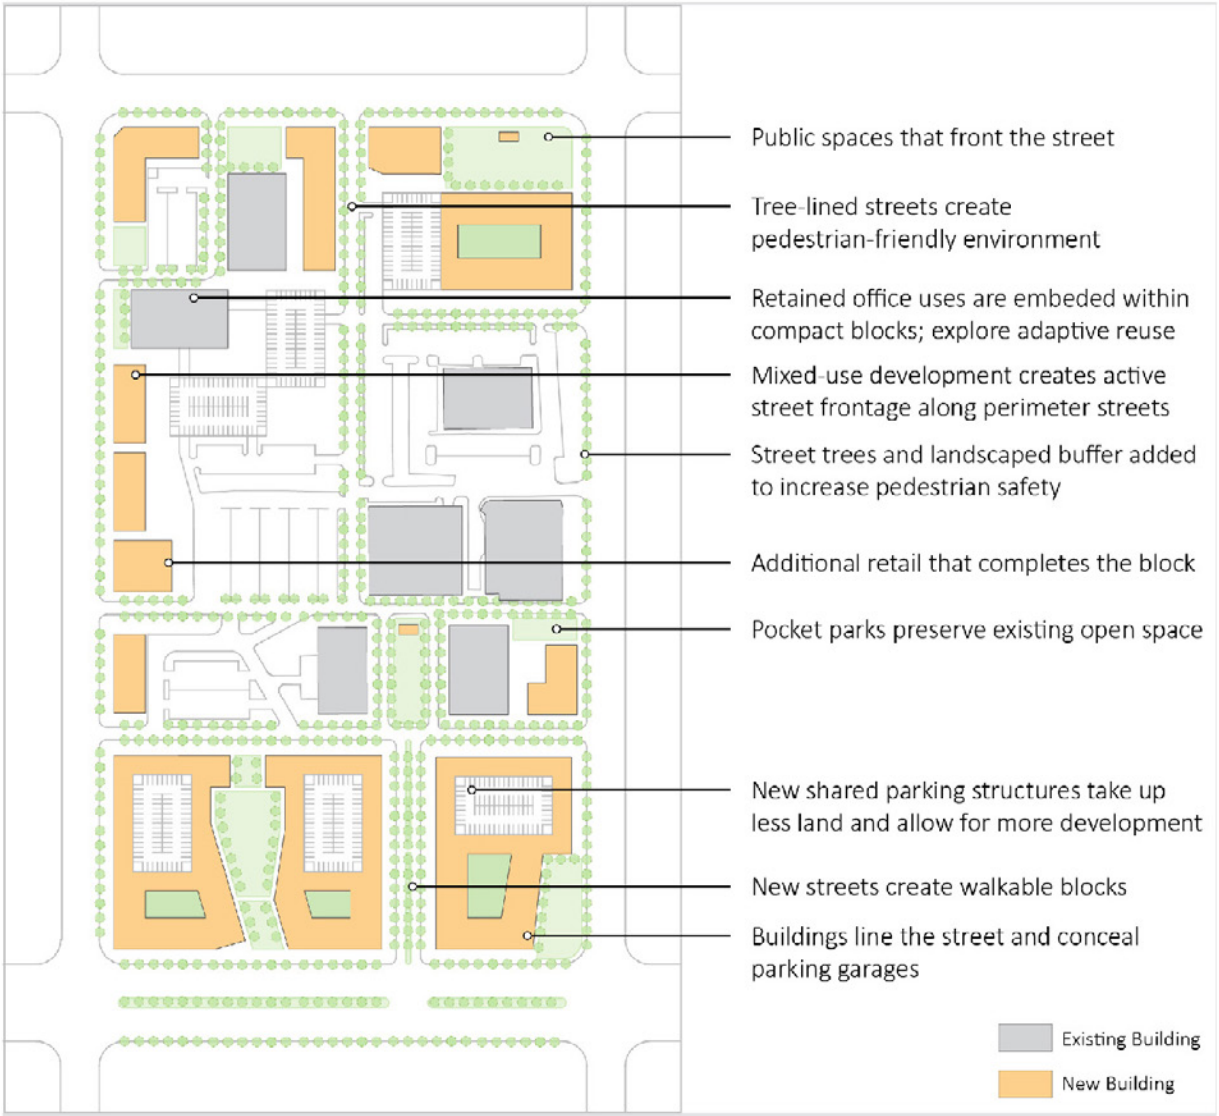 Public spaces that front the street
Tree-lined streets create
pedestrian-friendly environment
Retained office uses are embeded within
compact blocks; explore adaptive reuse
Mixed-use development creates active
street frontage along perimeter streets
Street trees and landscaped buffer added
to increase pedestrian safety
Additional retail that completes the block
Pocket parks preserve existing open space
New shared parking structures take up
less land and allow for more development
New streets create walkable blocks
Buildings line the street and conceal
parking garages
Existing Building
New Building